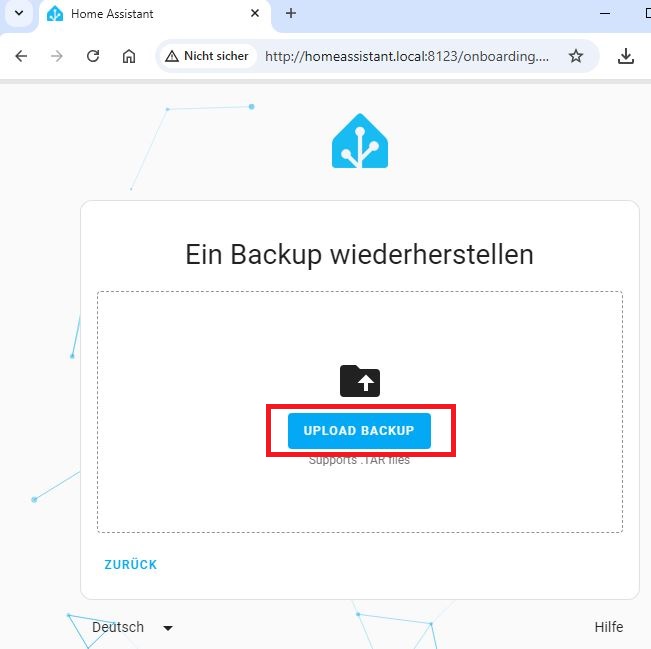 Home Assistant
Nicht sicher http://homeassistant.local:8123/onboarding....
Ein Backup wiederherstellen
UPLOAD BACKUP
Supports .TAR files
ZURÜCK
Deutsch
Hilfe